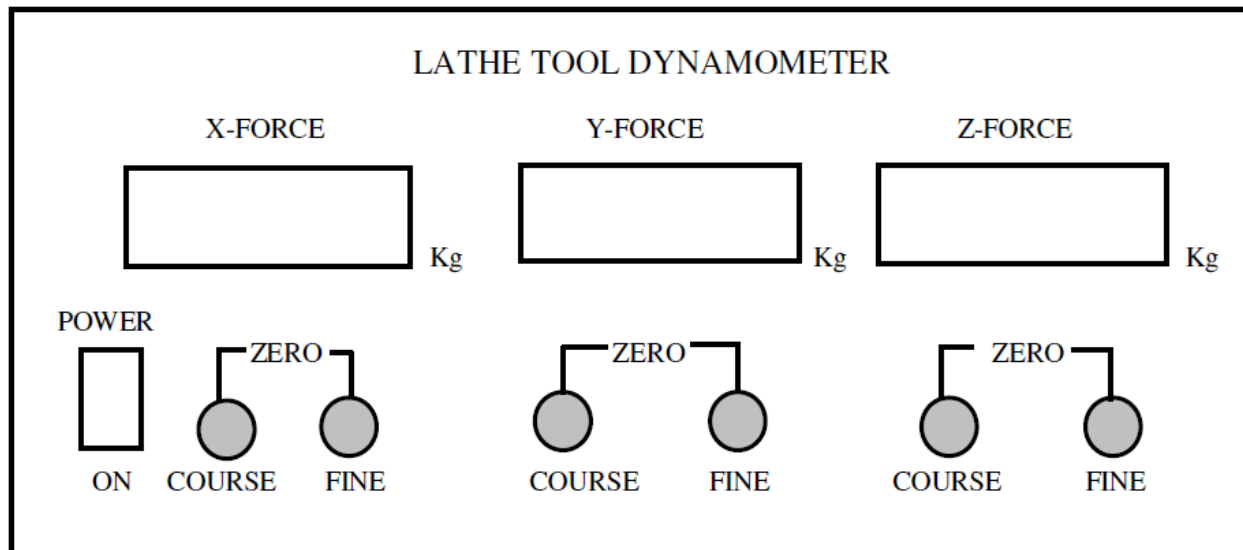 LATHE TOOL DYNAMOMETER
X-FORCE Y-FORCE Z-FORCE
Kg Kg Kg
POWER
ZERO ZERO ZERO
ON COURSE FINE COURSE FINE COURSE FINE